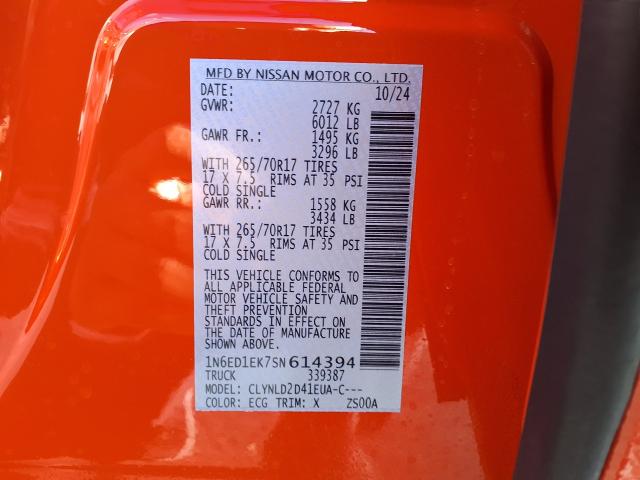 MFD BY NISSAN MOTOR CO., LTD.
DATE: 10/24
GVWR: 2727 KG
6012 LB
GAWR FR.: 1495 KG
3296 LB
WITH 265/70R17 TIRES
17 X 7.5 RIMS AT 35 PSI
COLD SINGLE
GAWR RR.: 1558 KG
3434 LB
WITH 265/70R17 TIRES
17 X 7.5 RIMS AT 35 PSI
COLD SINGLE
THIS VEHICLE CONFORMS TO
ALL APPLICABLE FEDERAL
MOTOR VEHICLE SAFETY AND
THEFT PREVENTION
STANDARDS IN EFFECT ON
THE DATE OF MANUFACTURE
SHOWN ABOVE.
1N6ED1EK7SN614394
TRUCK 339387
MODEL: CLYNLD2D41EUA-C---
COLOR: ECG TRIM: X ZS00A